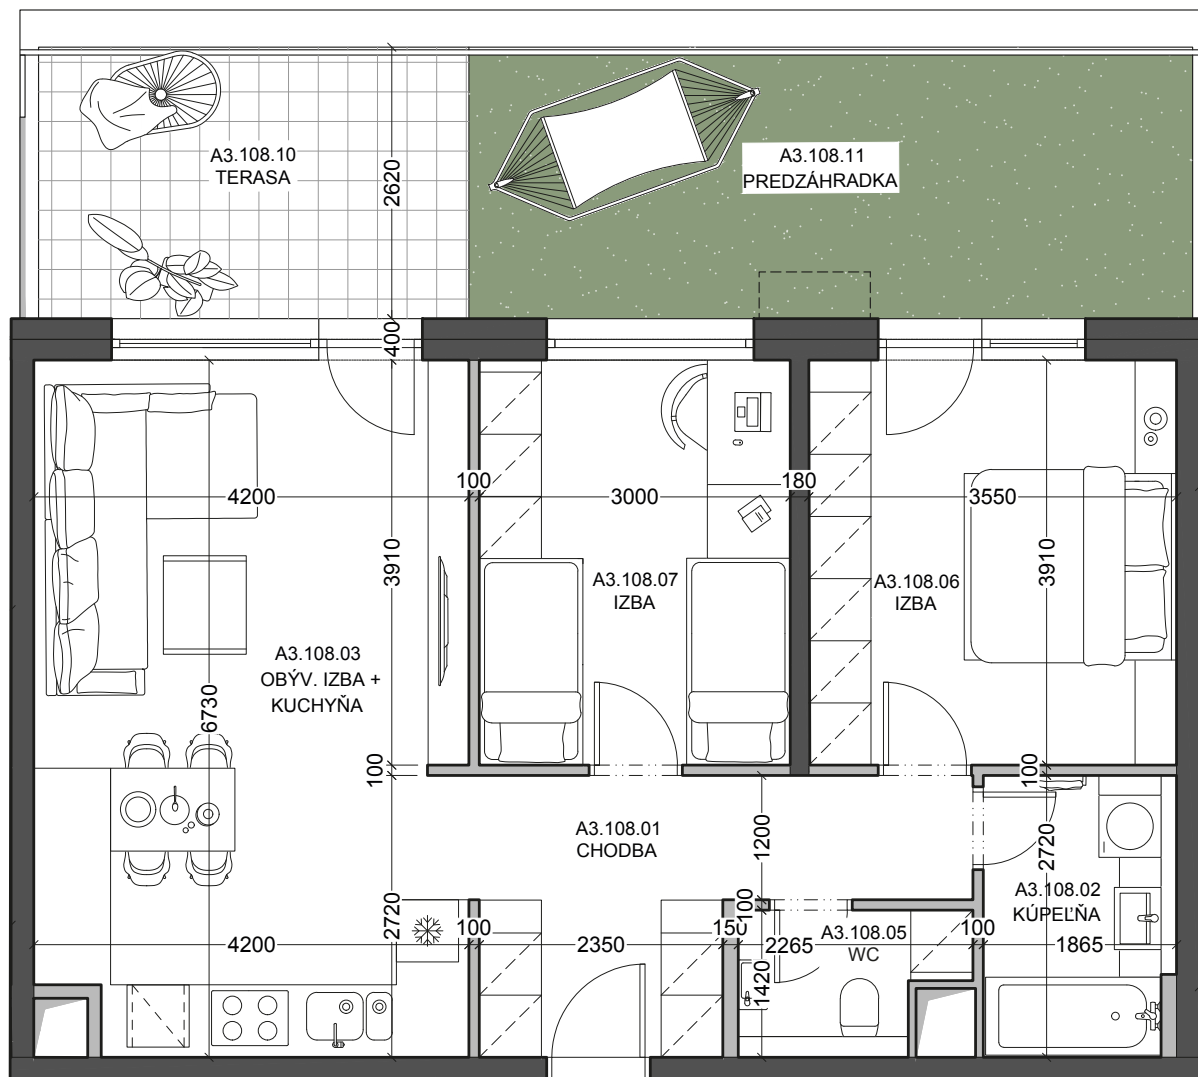 A3.108.10
TERASA
2620
A3.108.11
PREDZÁHRADKA
400
4200
100
3000
180
3550
3910
3910
A3.108.07
IZBA
A3.108.06
IZBA
A3.108.03
OBÝV. IZBA +
KUCHYŇA
6730
100
100
A3.108.01
CHODBA
1200
2720
A3.108.02
KÚPEĽŇA
2720
100
4200
100
2350
150
2265
A3.108.05
WC
100
1865
1420